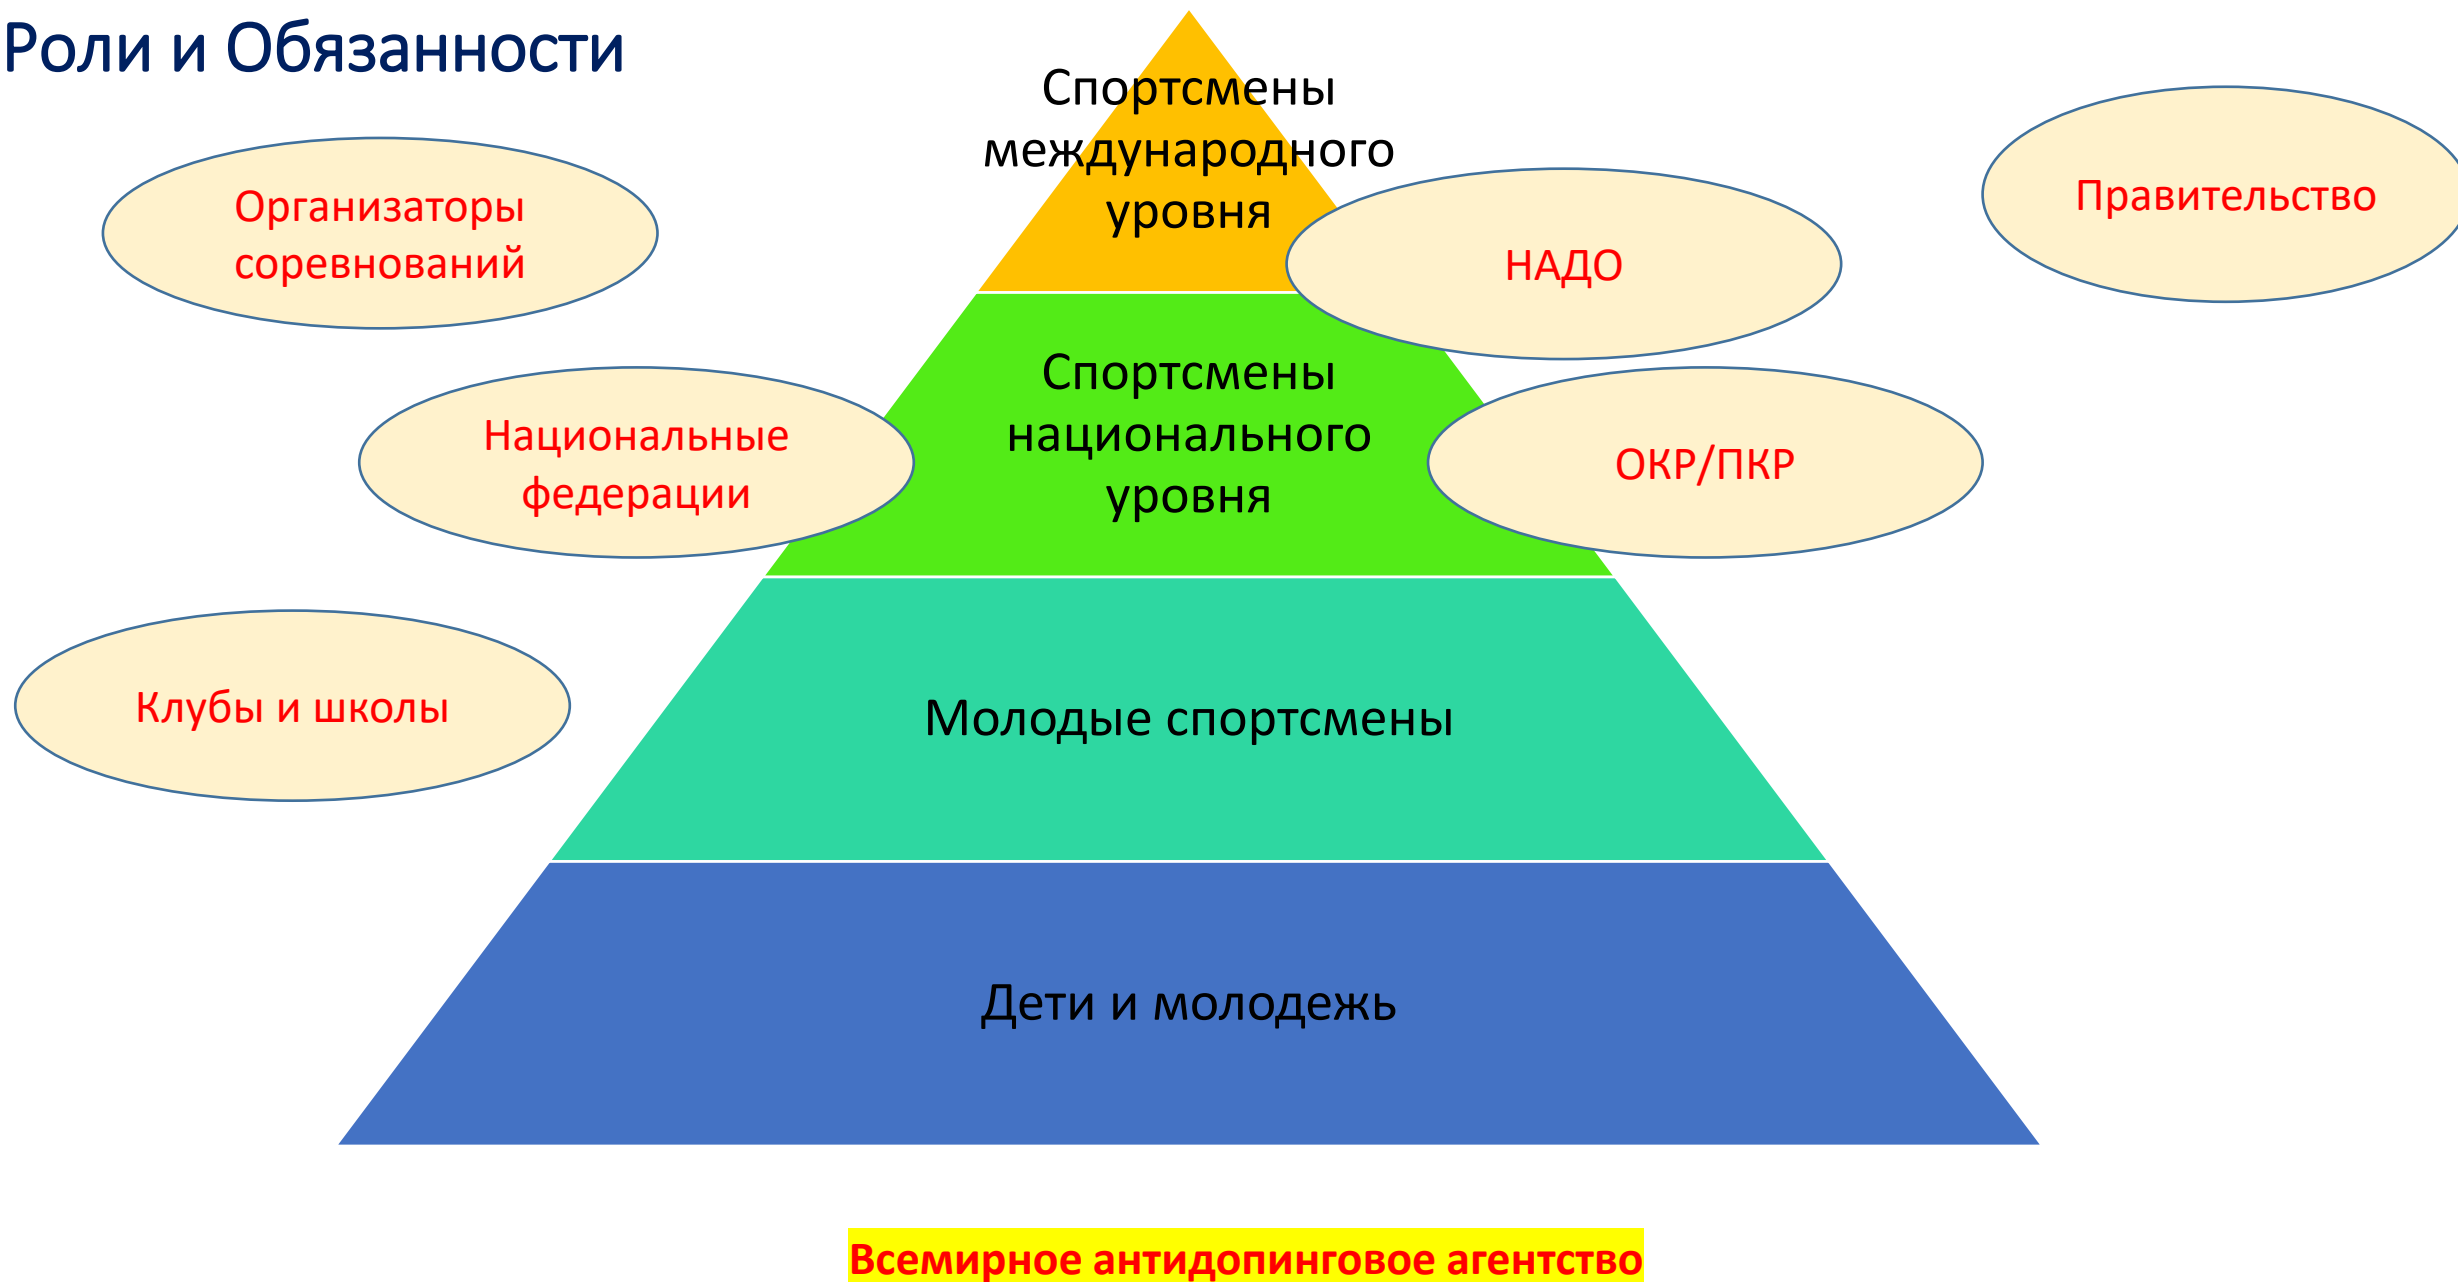 Роли и Обязанности
Спортсмены
международного
уровня
Организаторы
соревнований
НАДО
Правительство
Спортсмены
национального
уровня
Национальные
федерации
ОКР/ПКР
Клубы и школы
Молодые спортсмены
Дети и молодежь
Всемирное антидопинговое агентство